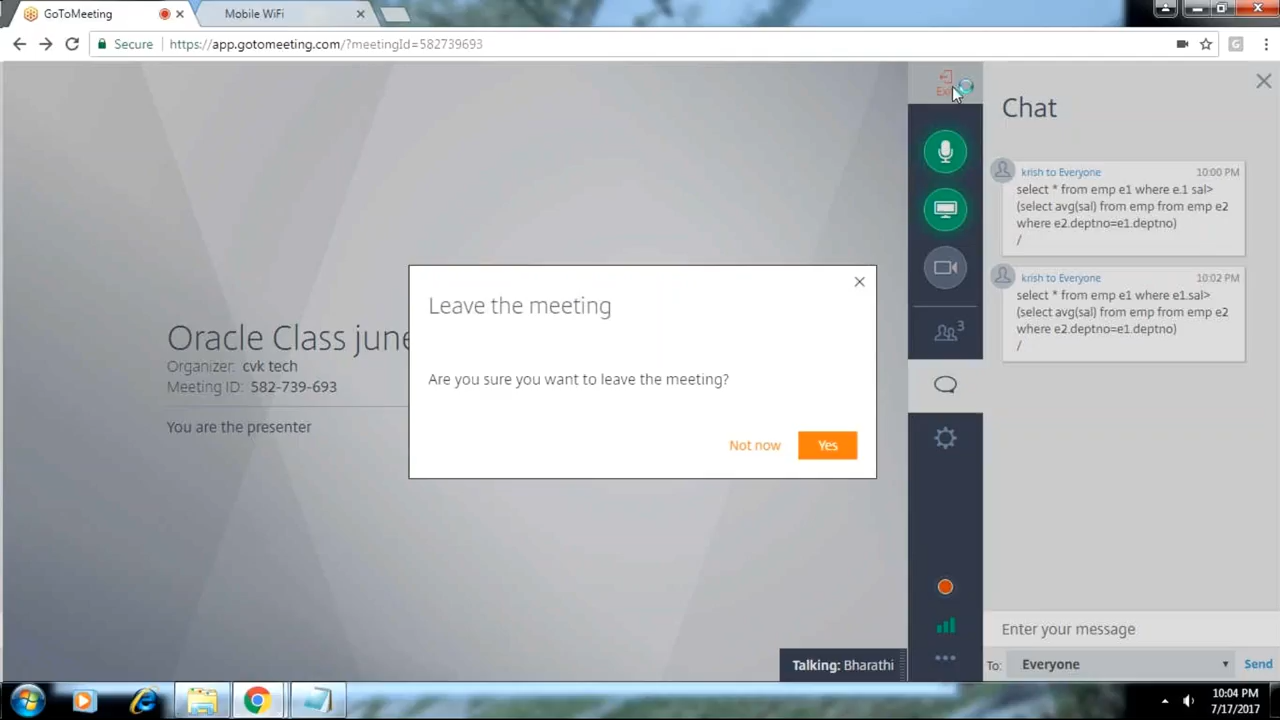 GoToMeeting
Mobile WiFi
Secure
https://app.gotomeeting.com/?meetingId=582739693
Chat
krish to Everyone 10:00 PM
select * from emp e1 where e.1 sal>
(select avg(sal) from emp from emp e2
where e2.deptno=e1.deptno)
/
krish to Everyone 10:02 PM
select * from emp e1 where e1.sal>
(select avg(sal) from emp from emp e2
where e2.deptno=e1.deptno)
/
Leave the meeting
Are you sure you want to leave the meeting?
Not now Yes
Oracle Class june
Organizer: cvk tech
Meeting ID: 582-739-693
You are the presenter
3
Talking: Bharathi
Enter your message
To: Everyone Send
10:04 PM
7/17/2017